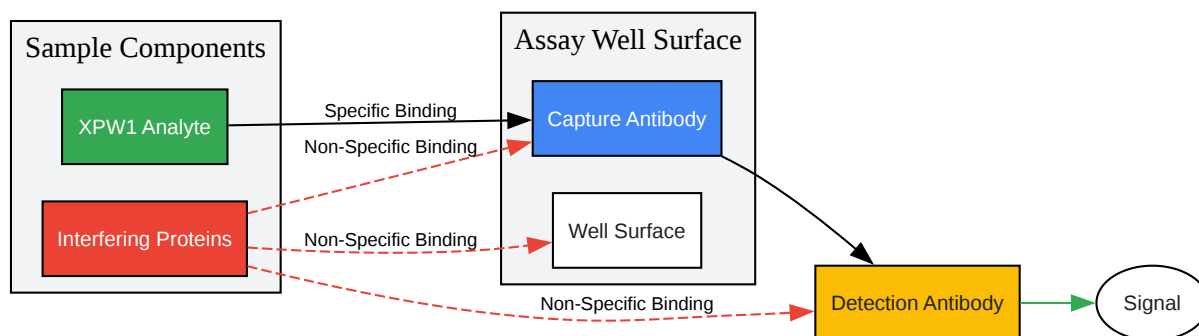 Sample Components
Assay Well Surface
XPW1 Analyte
Specific Binding
Capture Antibody
Non-Specific Binding
Interfering Proteins
Non-Specific Binding
Well Surface
Non-Specific Binding
Detection Antibody
Signal